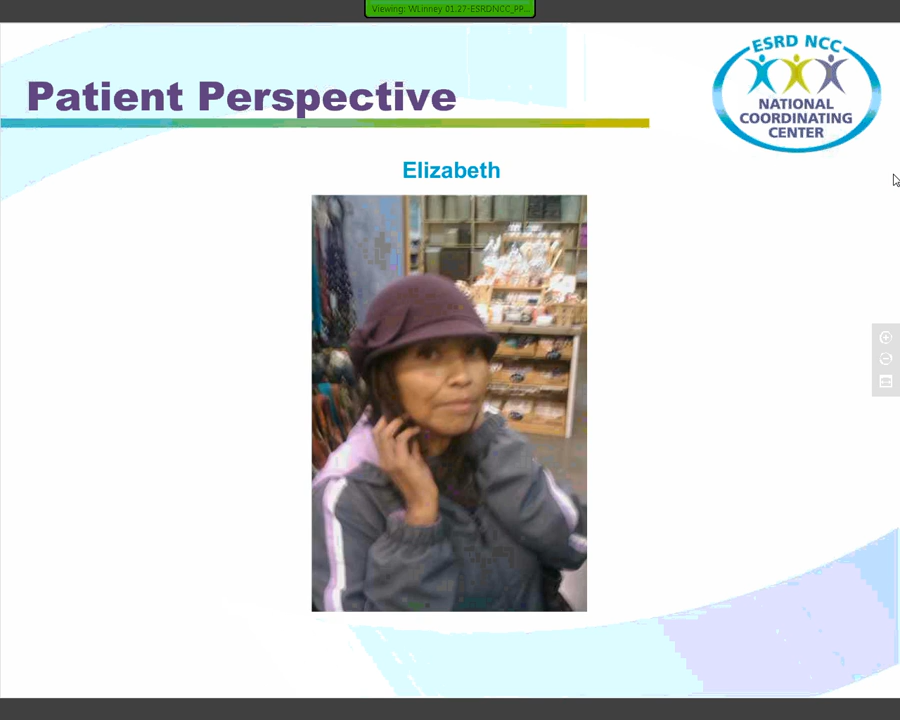 Viewing: WLinney 01.27-ESRDNCC_PP...
ESRD NCC
Patient Perspective
NATIONAL
COORDINATING
CENTER
Elizabeth